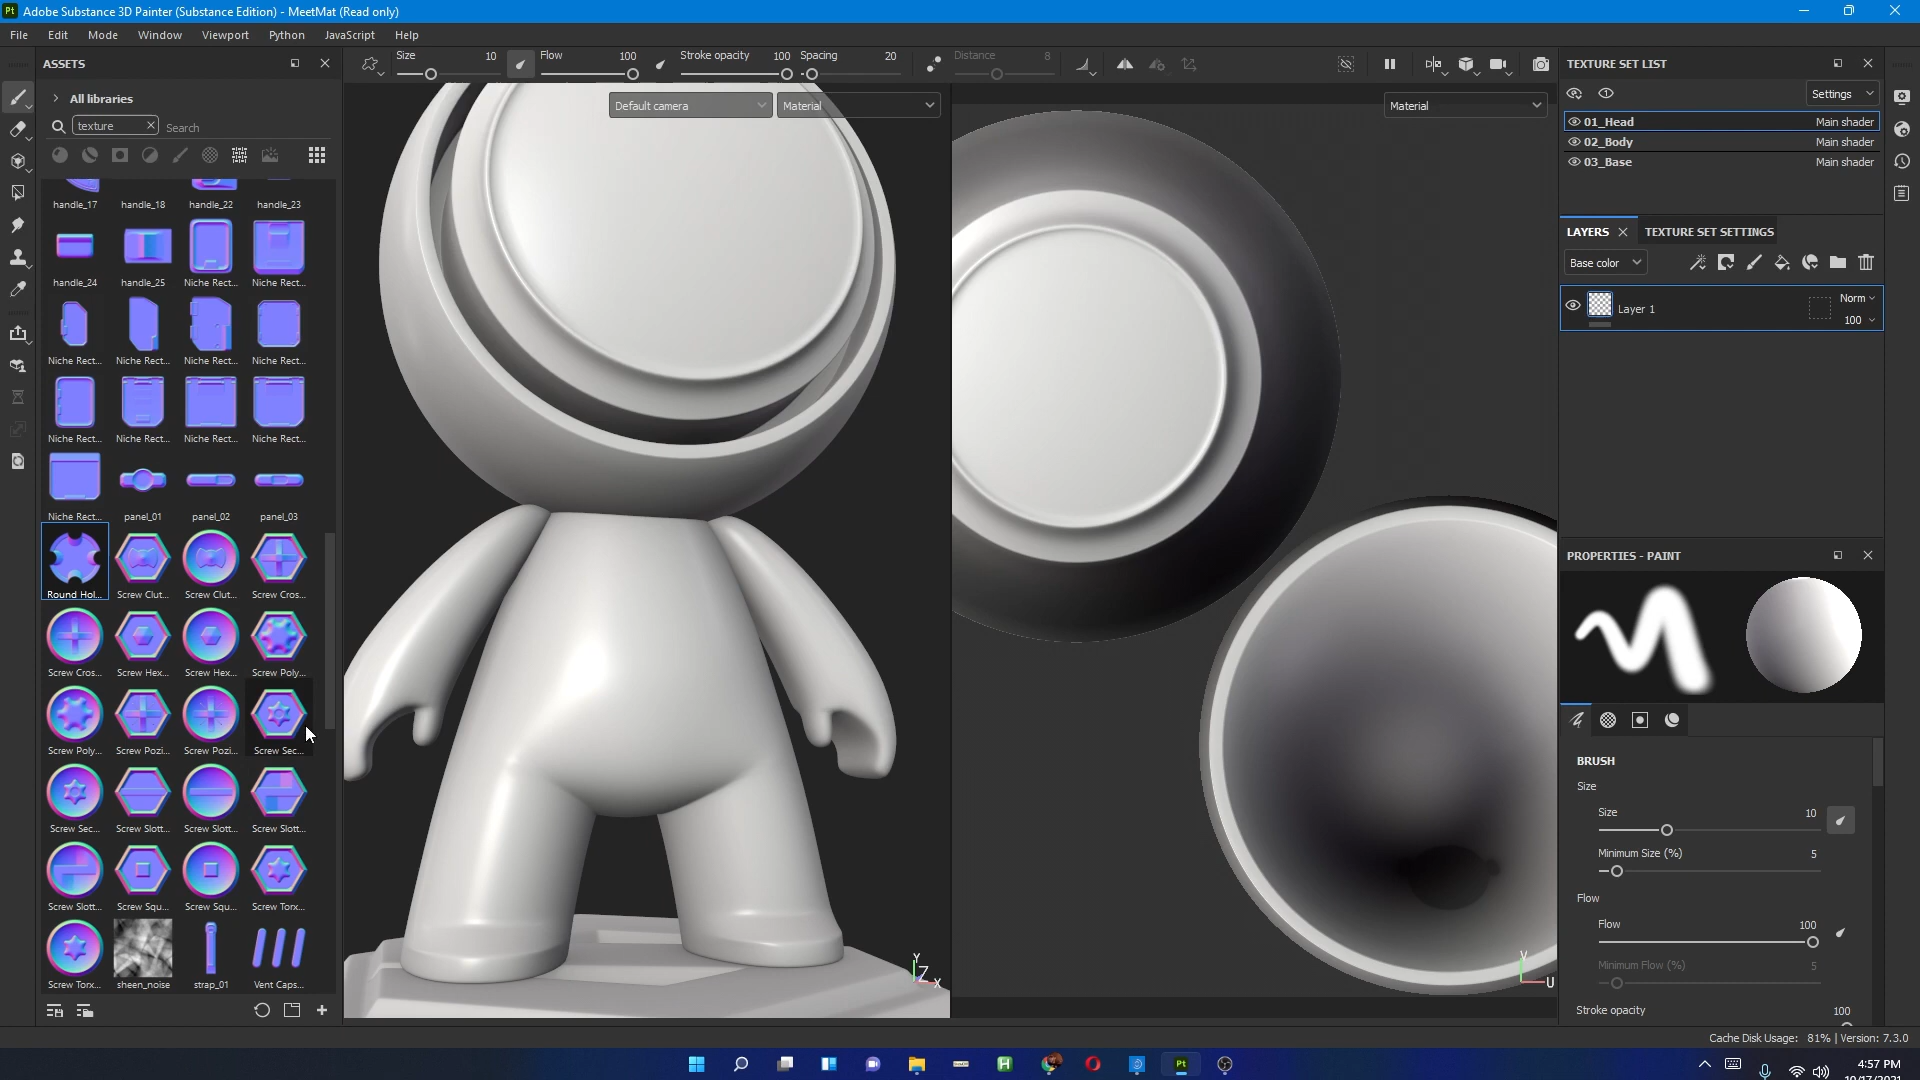 Pt Adobe Substance 3D Painter (Substance Edition) - MeetMat (Read only)
File Edit Mode Window Viewport Python JavaScript Help
ASSETS
Size 10 Flow 100 Stroke opacity 100 Spacing 20 Distance 8
TEXTURE SET LIST
All libraries
texture Search
Default camera Material Material
Settings
01_Head Main shader
02_Body Main shader
03_Base Main shader
handle_17 handle_18 handle_22 handle_23
handle_24 handle_25 Niche Rect... Niche Rect...
Niche Rect... Niche Rect... Niche Rect... Niche Rect...
Niche Rect... Niche Rect... Niche Rect... Niche Rect...
Niche Rect... panel_01 panel_02 panel_03
Round Hol... Screw Clut... Screw Clut... Screw Cros...
Screw Cros... Screw Hex... Screw Hex... Screw Poly...
Screw Poly... Screw Pozi... Screw Pozi... Screw Sec...
Screw Sec... Screw Slott... Screw Slott... Screw Slott...
Screw Slott... Screw Squ... Screw Squ... Screw Torx...
Screw Torx... sheen_noise strap_01 Vent Caps...
LAYERS TEXTURE SET SETTINGS
Base color
Layer 1 Norm
100
PROPERTIES - PAINT
BRUSH
Size
Size 10
Minimum Size (%) 5
Flow
Flow 100
Minimum Flow (%) 5
Stroke opacity 100
Y
Z
X
V
U
Cache Disk Usage: 81% | Version: 7.3.0
H
Pt
4:57 PM
10/17/2021